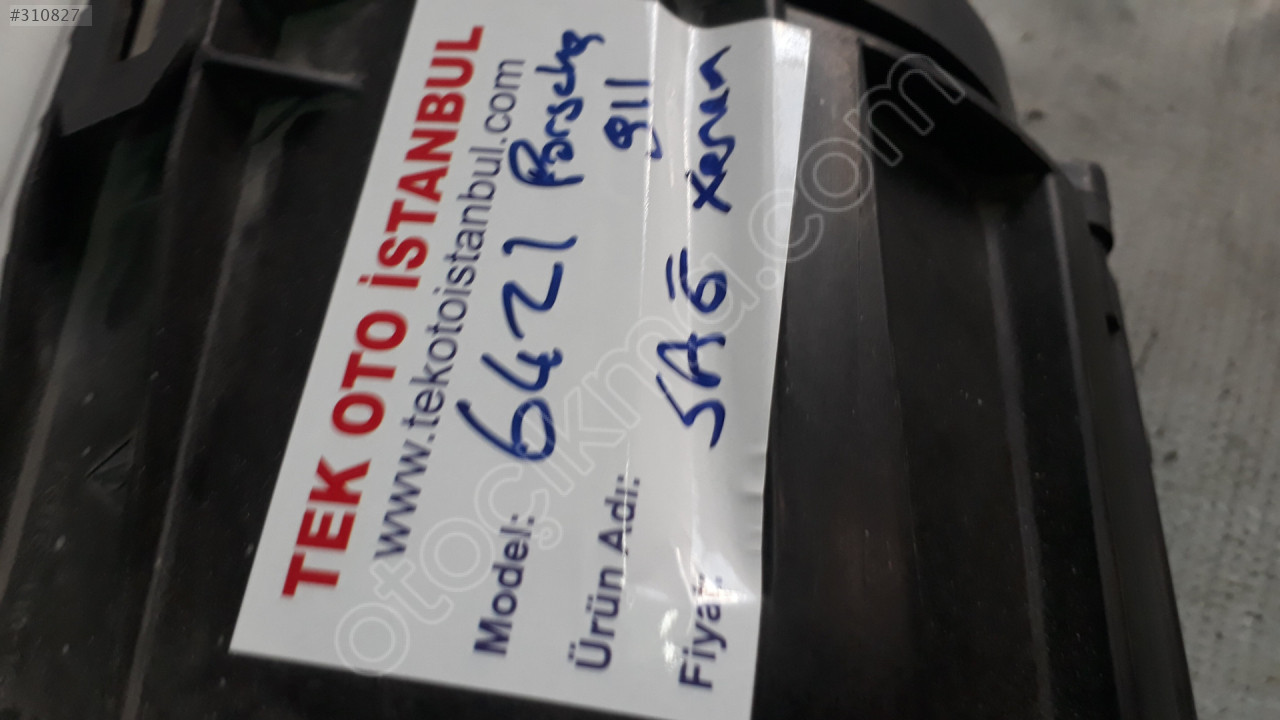 #310827
TEK OTO İSTANBUL
www.tekotoistanbul.com
Model: 6421 Porsche
911
Ürün Adı:
SAĞ xenon
Fiyat:
otoçıkma.com